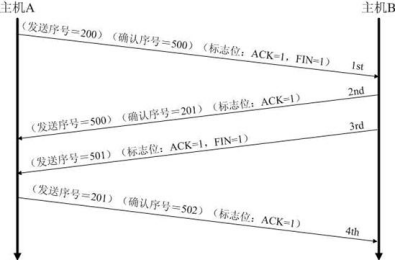 主机A
主机B
(发送序号=200)(确认序号=500)(标志位:ACK=1,FIN=1)
1st
2nd
(发送序号=500)(确认序号=201)(标志位:ACK=1)
3rd
(发送序号=501)(标志位:ACK=1,FIN=1)
(发送序号=201)(确认序号=502)(标志位:ACK=1)
4th